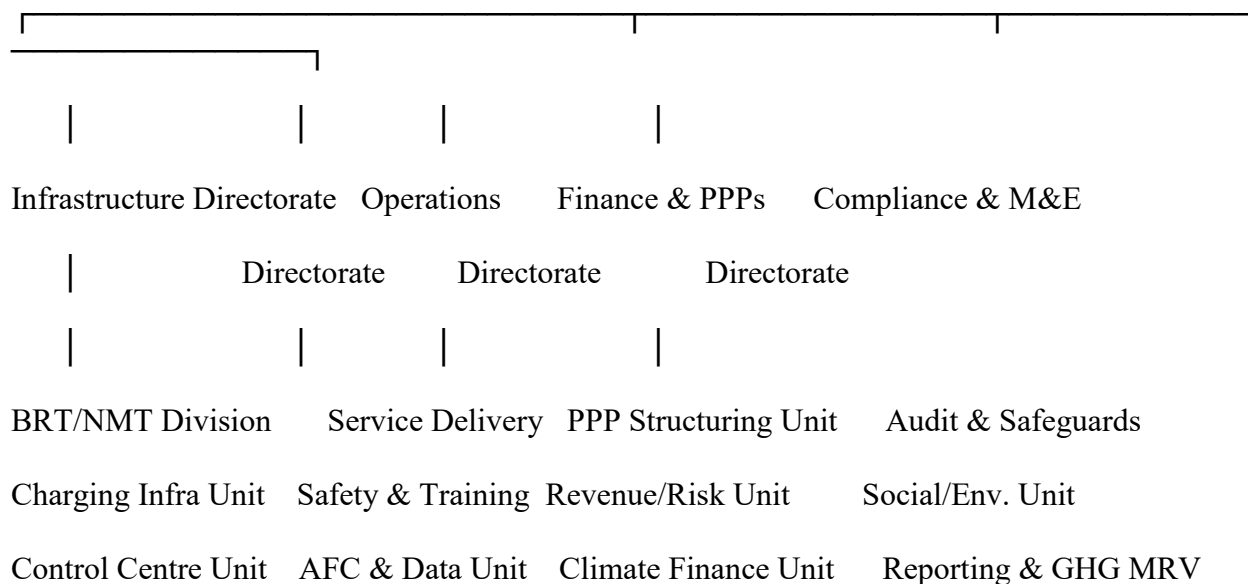 Infrastructure Directorate Operations Finance & PPPs Compliance & M&E
Directorate Directorate Directorate
BRT/NMT Division Service Delivery PPP Structuring Unit Audit & Safeguards
Charging Infra Unit Safety & Training Revenue/Risk Unit Social/Env. Unit
Control Centre Unit AFC & Data Unit Climate Finance Unit Reporting & GHG MRV